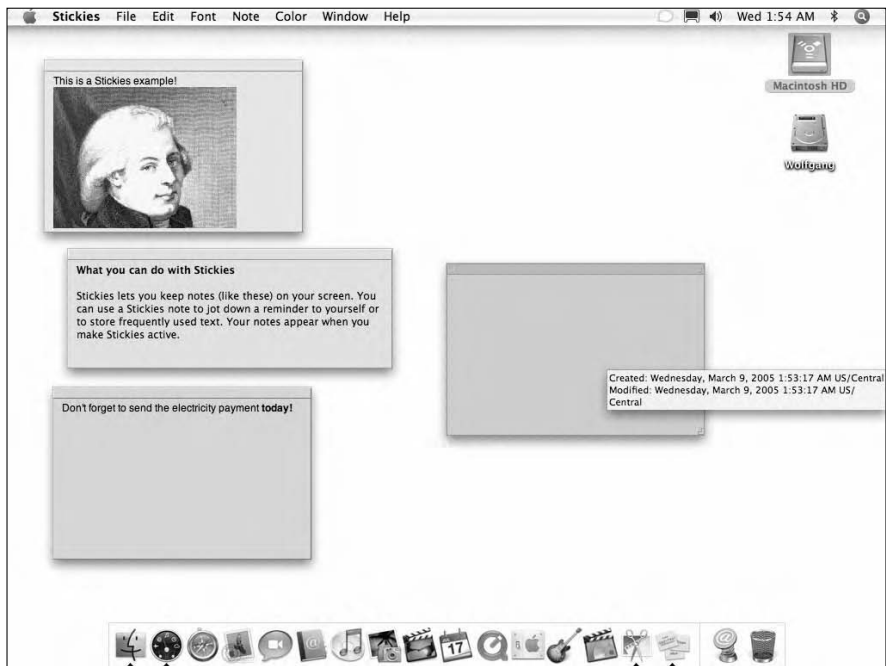 Stickies File Edit Font Note Color Window Help
Wed 1:54 AM
Macintosh HD
Wolfgang
This is a Stickies example!
What you can do with Stickies
Stickies lets you keep notes (like these) on your screen. You
can use a Stickies note to jot down a reminder to yourself or
to store frequently used text. Your notes appear when you
make Stickies active.
Created: Wednesday, March 9, 2005 1:53:17 AM US/Central
Modified: Wednesday, March 9, 2005 1:53:17 AM US/
Central
Don't forget to send the electricity payment today!
17